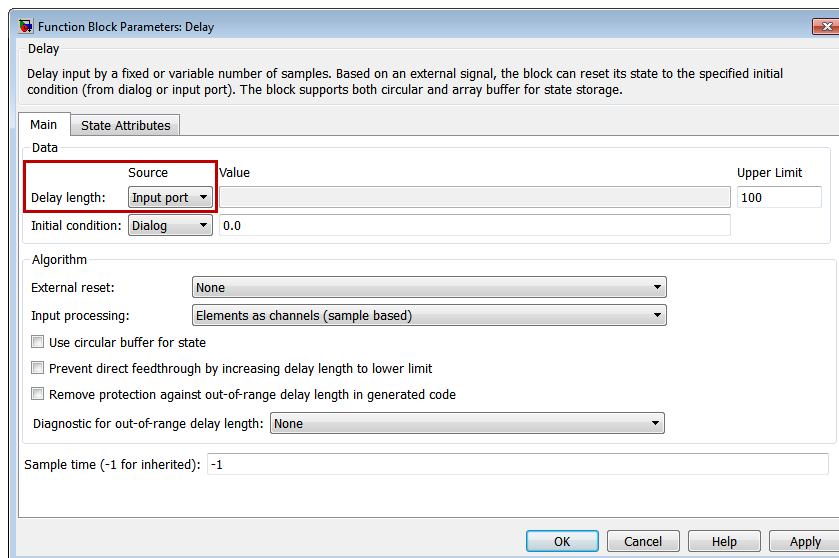 Function Block Parameters: Delay
Delay
Delay input by a fixed or variable number of samples. Based on an external signal, the block can reset its state to the specified initial
condition (from dialog or input port). The block supports both circular and array buffer for state storage.
Main State Attributes
Data
Source Value Upper Limit
Delay length: Input port 100
Initial condition: Dialog 0.0
Algorithm
External reset: None
Input processing: Elements as channels (sample based)
Use circular buffer for state
Prevent direct feedthrough by increasing delay length to lower limit
Remove protection against out-of-range delay length in generated code
Diagnostic for out-of-range delay length: None
Sample time (-1 for inherited): -1
OK Cancel Help Apply